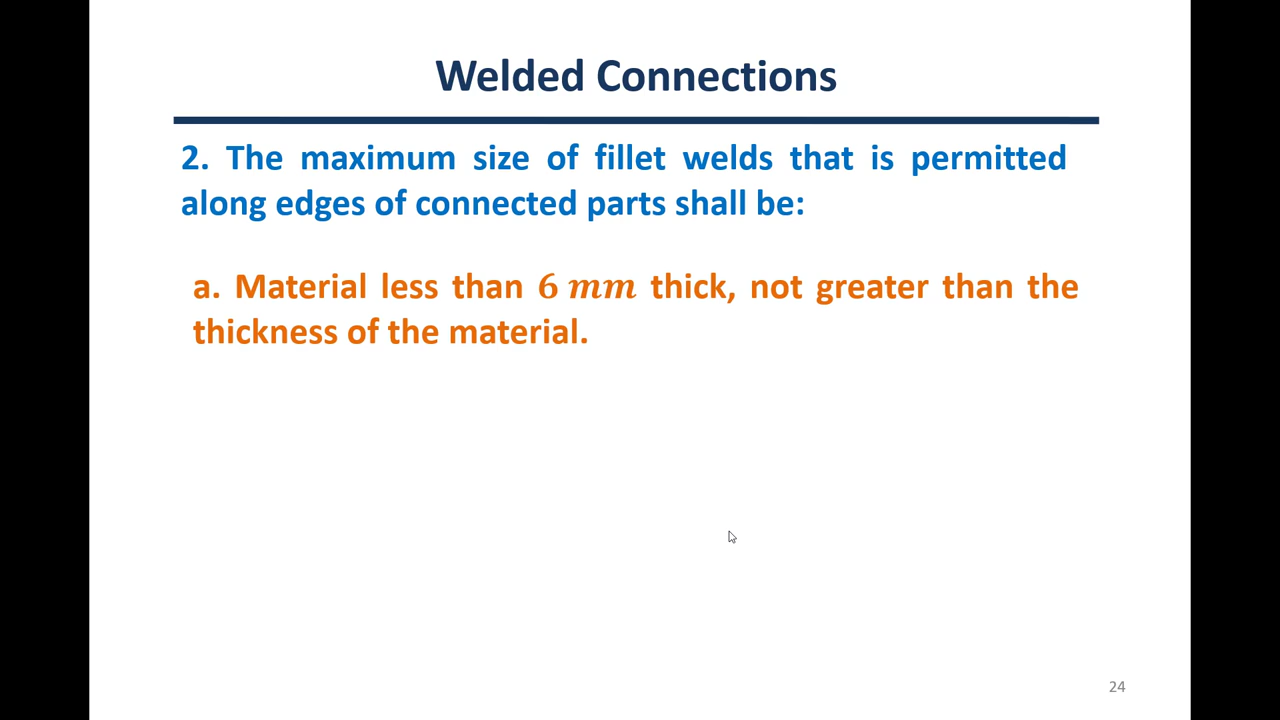 Welded Connections
2. The maximum size of fillet welds that is permitted
along edges of connected parts shall be:
a. Material less than 6 mm thick, not greater than the
thickness of the material.
24